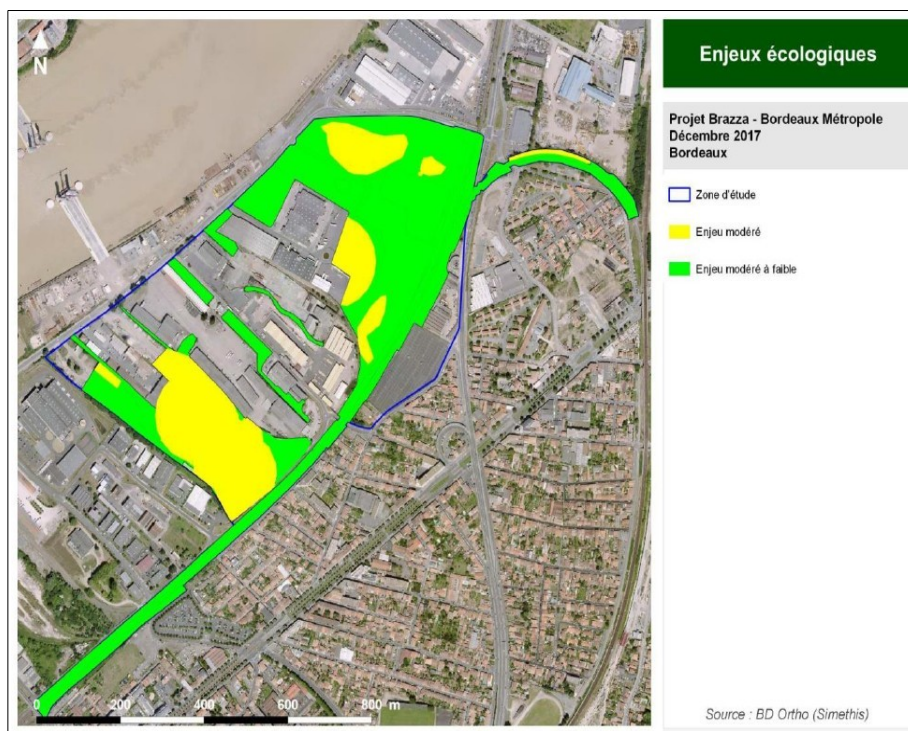 N
Enjeux écologiques
Projet Brazza - Bordeaux Métropole
Décembre 2017
Bordeaux
Zone d'étude
Enjeu modéré
Enjeu modéré à faible
0 200 400 600 800 m
Source : BD Ortho (Simethis)